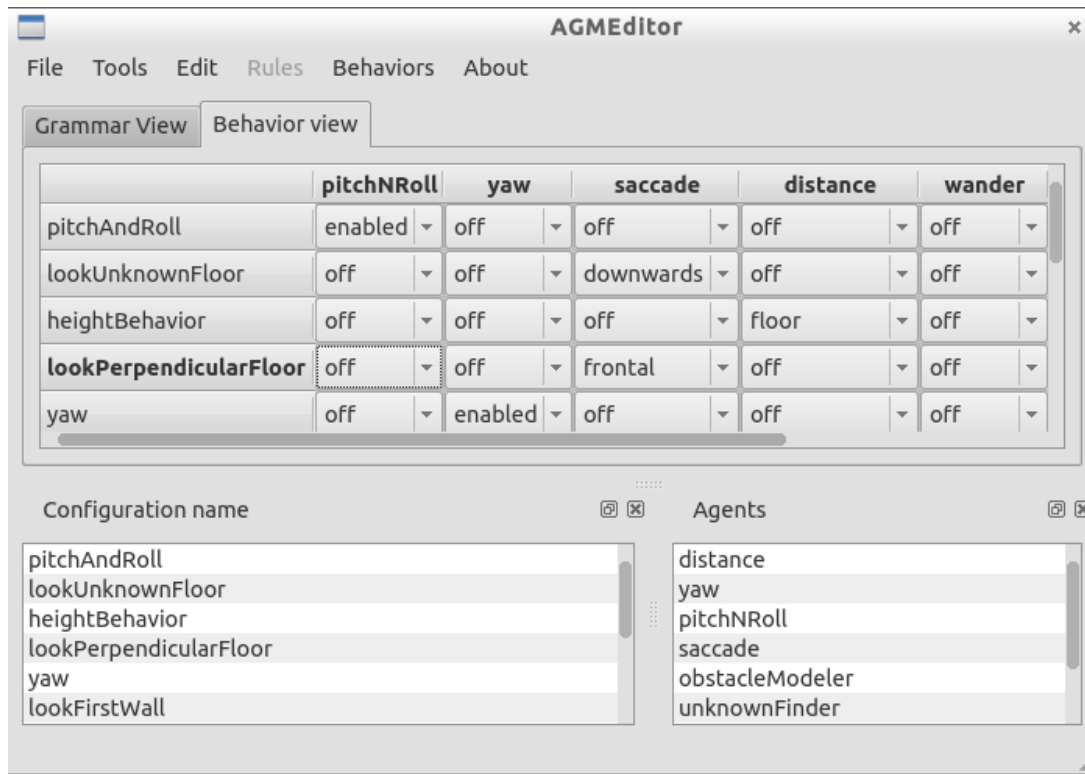 AGMEditor
File Tools Edit Rules Behaviors About
Grammar View Behavior view
pitchNRoll yaw saccade distance wander
pitchAndRoll enabled off off off off
lookUnknownFloor off off downwards off off
heightBehavior off off off floor off
lookPerpendicularFloor off off frontal off off
yaw off enabled off off off
Configuration name Agents
pitchAndRoll distance
lookUnknownFloor yaw
heightBehavior pitchNRoll
lookPerpendicularFloor saccade
yaw obstacleModeler
lookFirstWall unknownFinder